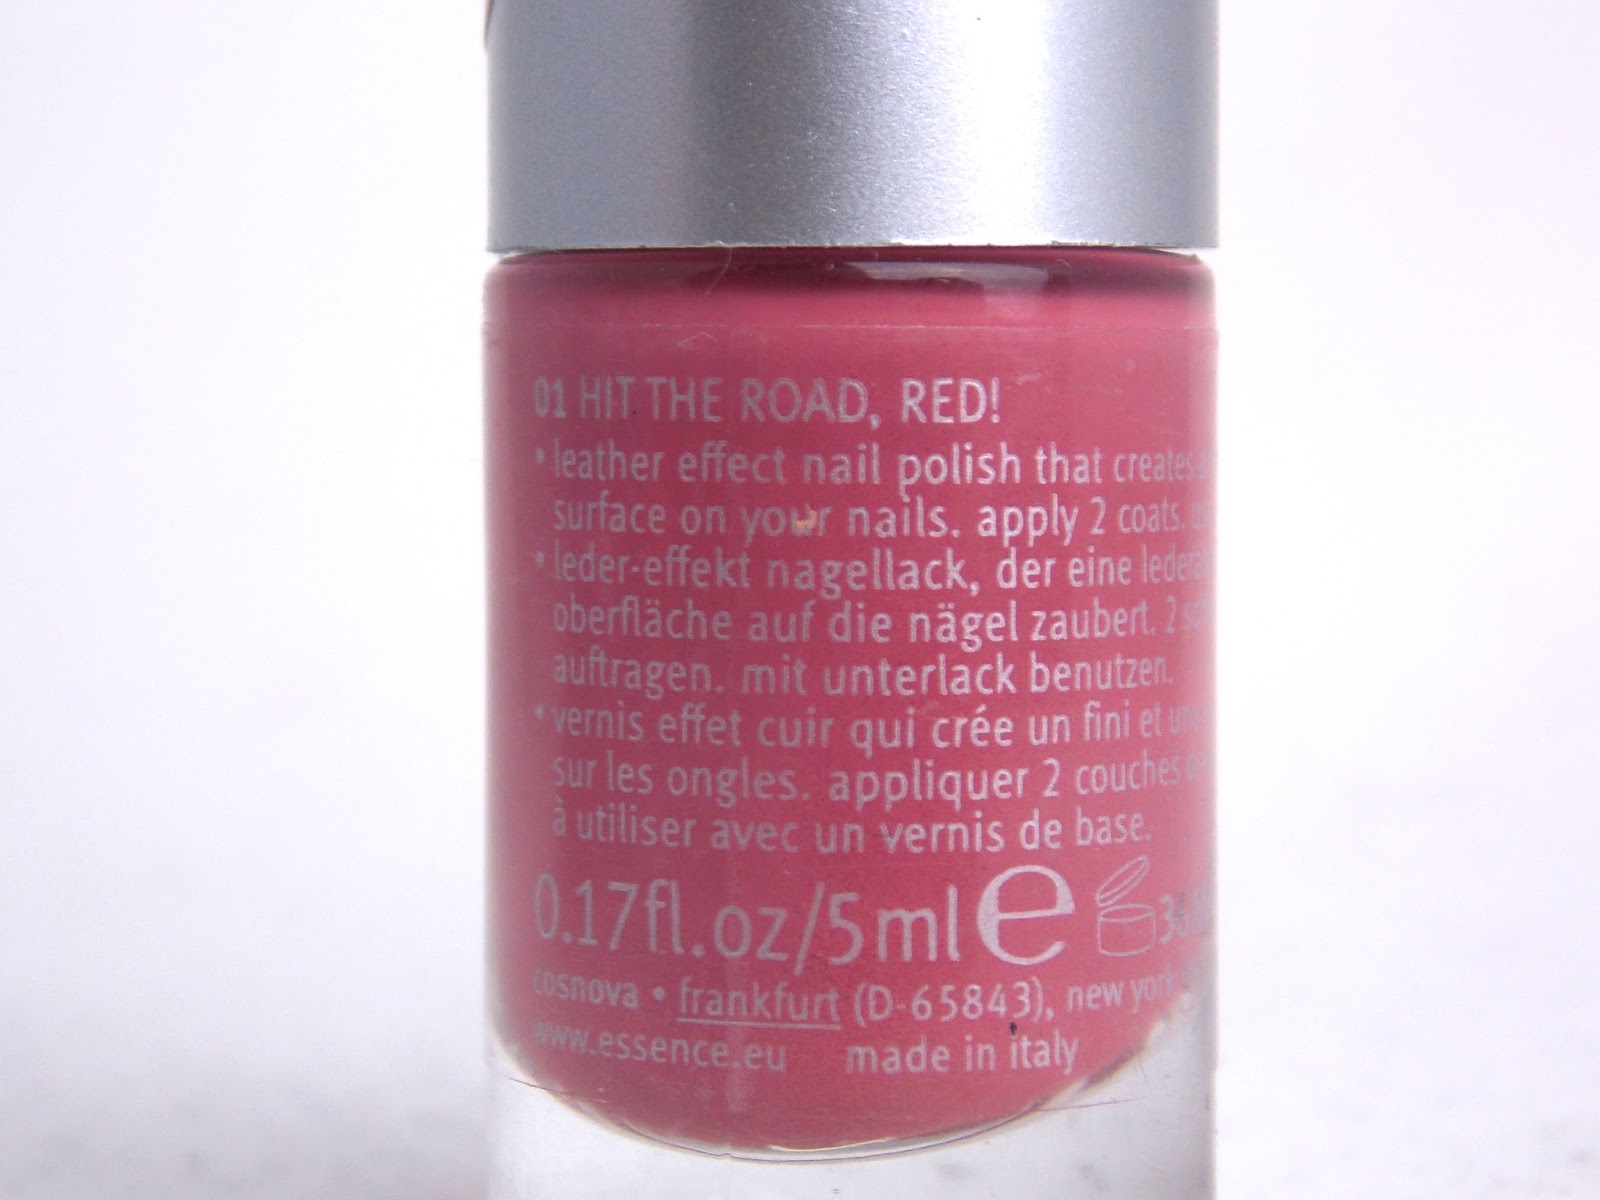 01 HIT THE ROAD, RED!
• leather effect nail polish that creates
surface on your nails. apply 2 coats.
• leder-effekt nagellack, der eine
oberfläche auf die nägel zaubert. 2
auftragen. mit unterlack benutzen.
• vernis effet cuir qui crée un fini et une
sur les ongles. appliquer 2 couches
à utiliser avec un vernis de base.
0.17fl.oz/5ml e 36
cosnova • frankfurt (D-65843), new york
www.essence.eu made in italy